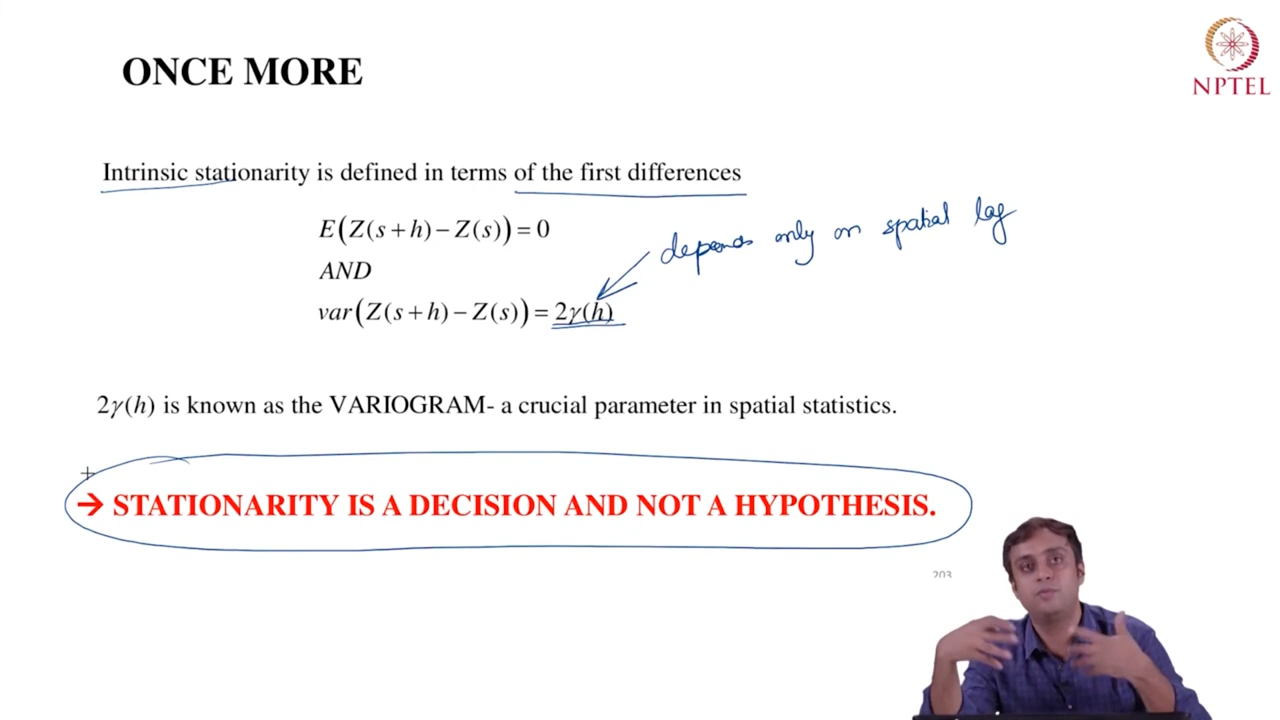 ONCE MORE
NPTEL
Intrinsic stationarity is defined in terms of the first differences
E(Z(s+h)−Z(s))=0
depends only on spatial lag
AND
var(Z(s+h)−Z(s))=2γ(h)
2γ(h) is known as the VARIOGRAM- a crucial parameter in spatial statistics.
→ STATIONARITY IS A DECISION AND NOT A HYPOTHESIS.
203